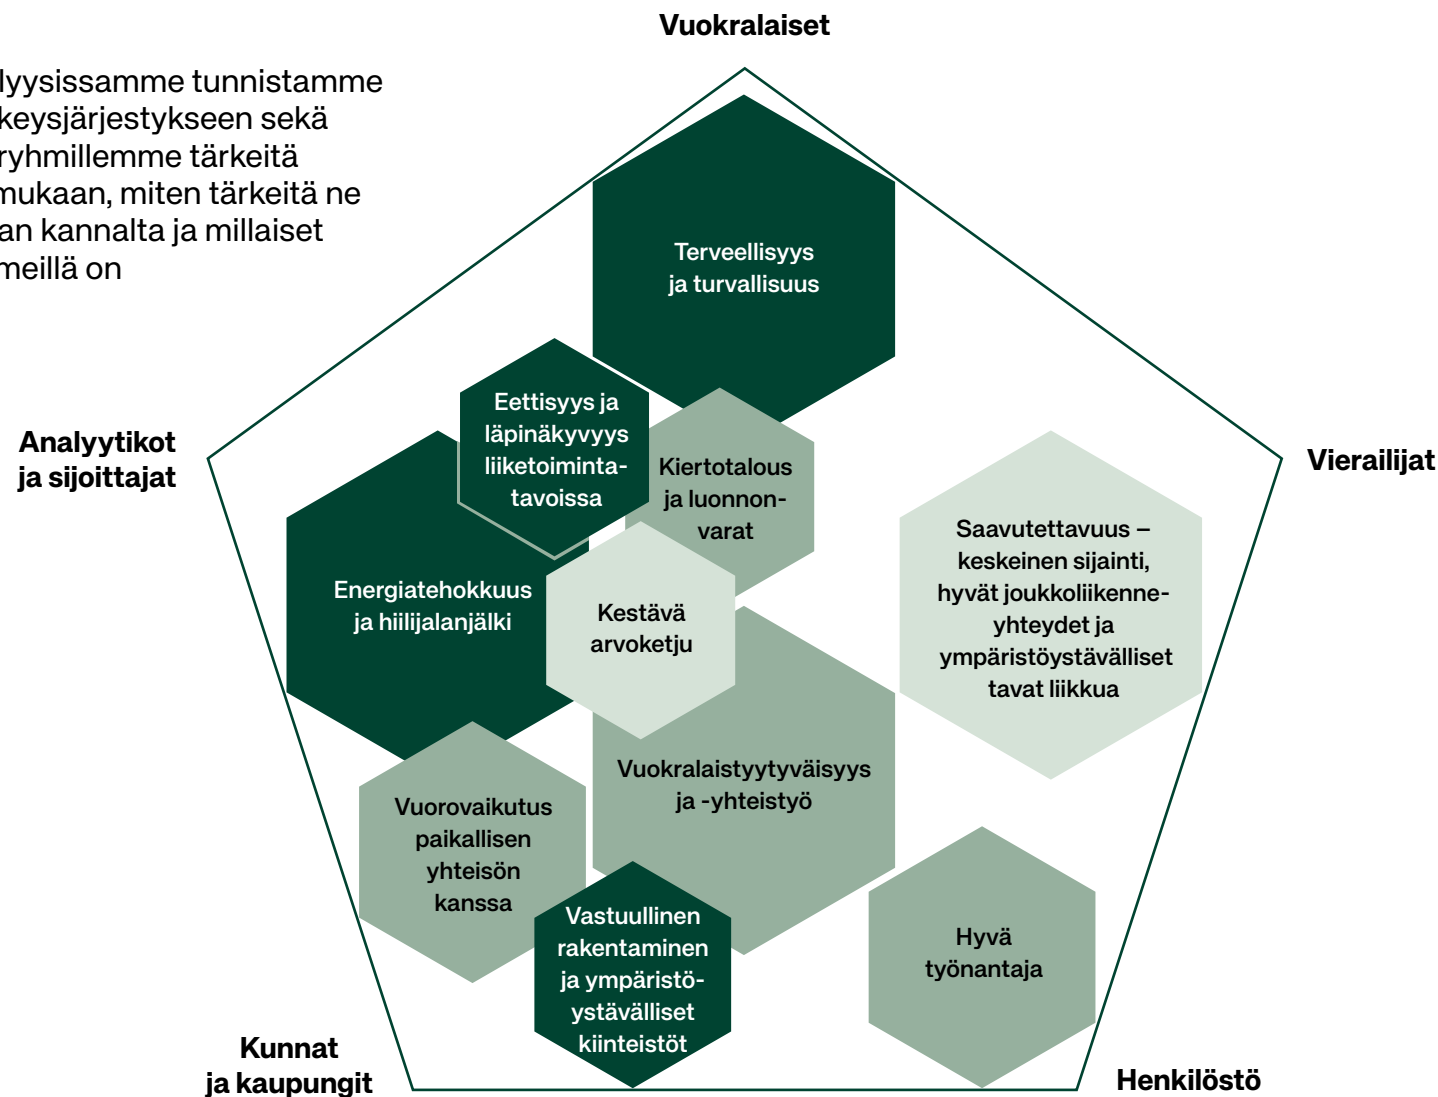 Vuokralaiset
lyysissamme tunnistamme
keysjärjestykseen sekä
ryhmillemme tärkeitä
mukaan, miten tärkeitä ne
an kannalta ja millaiset
meillä on
Terveellisyys
ja turvallisuus
Eettisyys ja
läpinäkyvyys
liiketoiminta-
tavoissa
Analyytikot
ja sijoittajat
Kiertotalous
ja luonnon-
varat
Vierailijat
Saavutettavuus –
keskeinen sijainti,
hyvät joukkoliikenne-
yhteydet ja
ympäristöystävälliset
tavat liikkua
Energiatehokkuus
ja hiilijalanjälki
Kestävä
arvoketju
Vuokralaistyytyväisyys
ja -yhteistyö
Vuorovaikutus
paikallisen
yhteisön
kanssa
Vastuullinen
rakentaminen
ja ympäristö-
ystävälliset
kiinteistöt
Hyvä
työnantaja
Kunnat
ja kaupungit
Henkilöstö